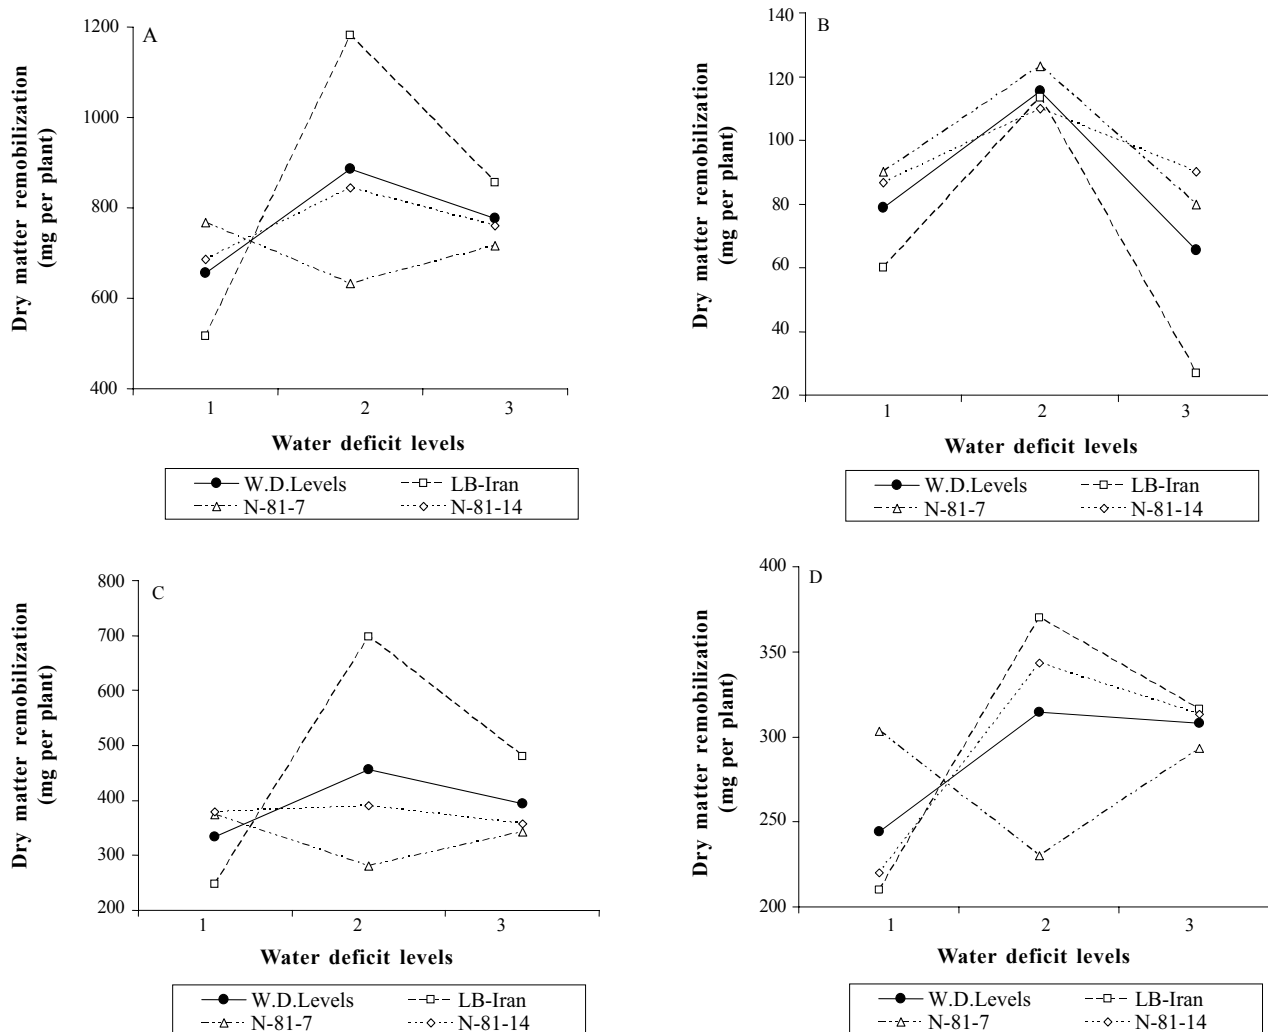 A
Dry matter remobilization
(mg per plant)
1200
1000
800
600
400
1 2 3
Water deficit levels
W.D.Levels LB-Iran
N-81-7 N-81-14
B
Dry matter remobilization
(mg per plant)
140
120
100
80
60
40
20
1 2 3
Water deficit levels
W.D.Levels LB-Iran
N-81-7 N-81-14
C
Dry matter remobilization
(mg per plant)
800
700
600
500
400
300
200
1 2 3
Water deficit levels
W.D.Levels LB-Iran
N-81-7 N-81-14
D
Dry matter remobilization
(mg per plant)
400
350
300
250
200
1 2 3
Water deficit levels
W.D.Levels LB-Iran
N-81-7 N-81-14